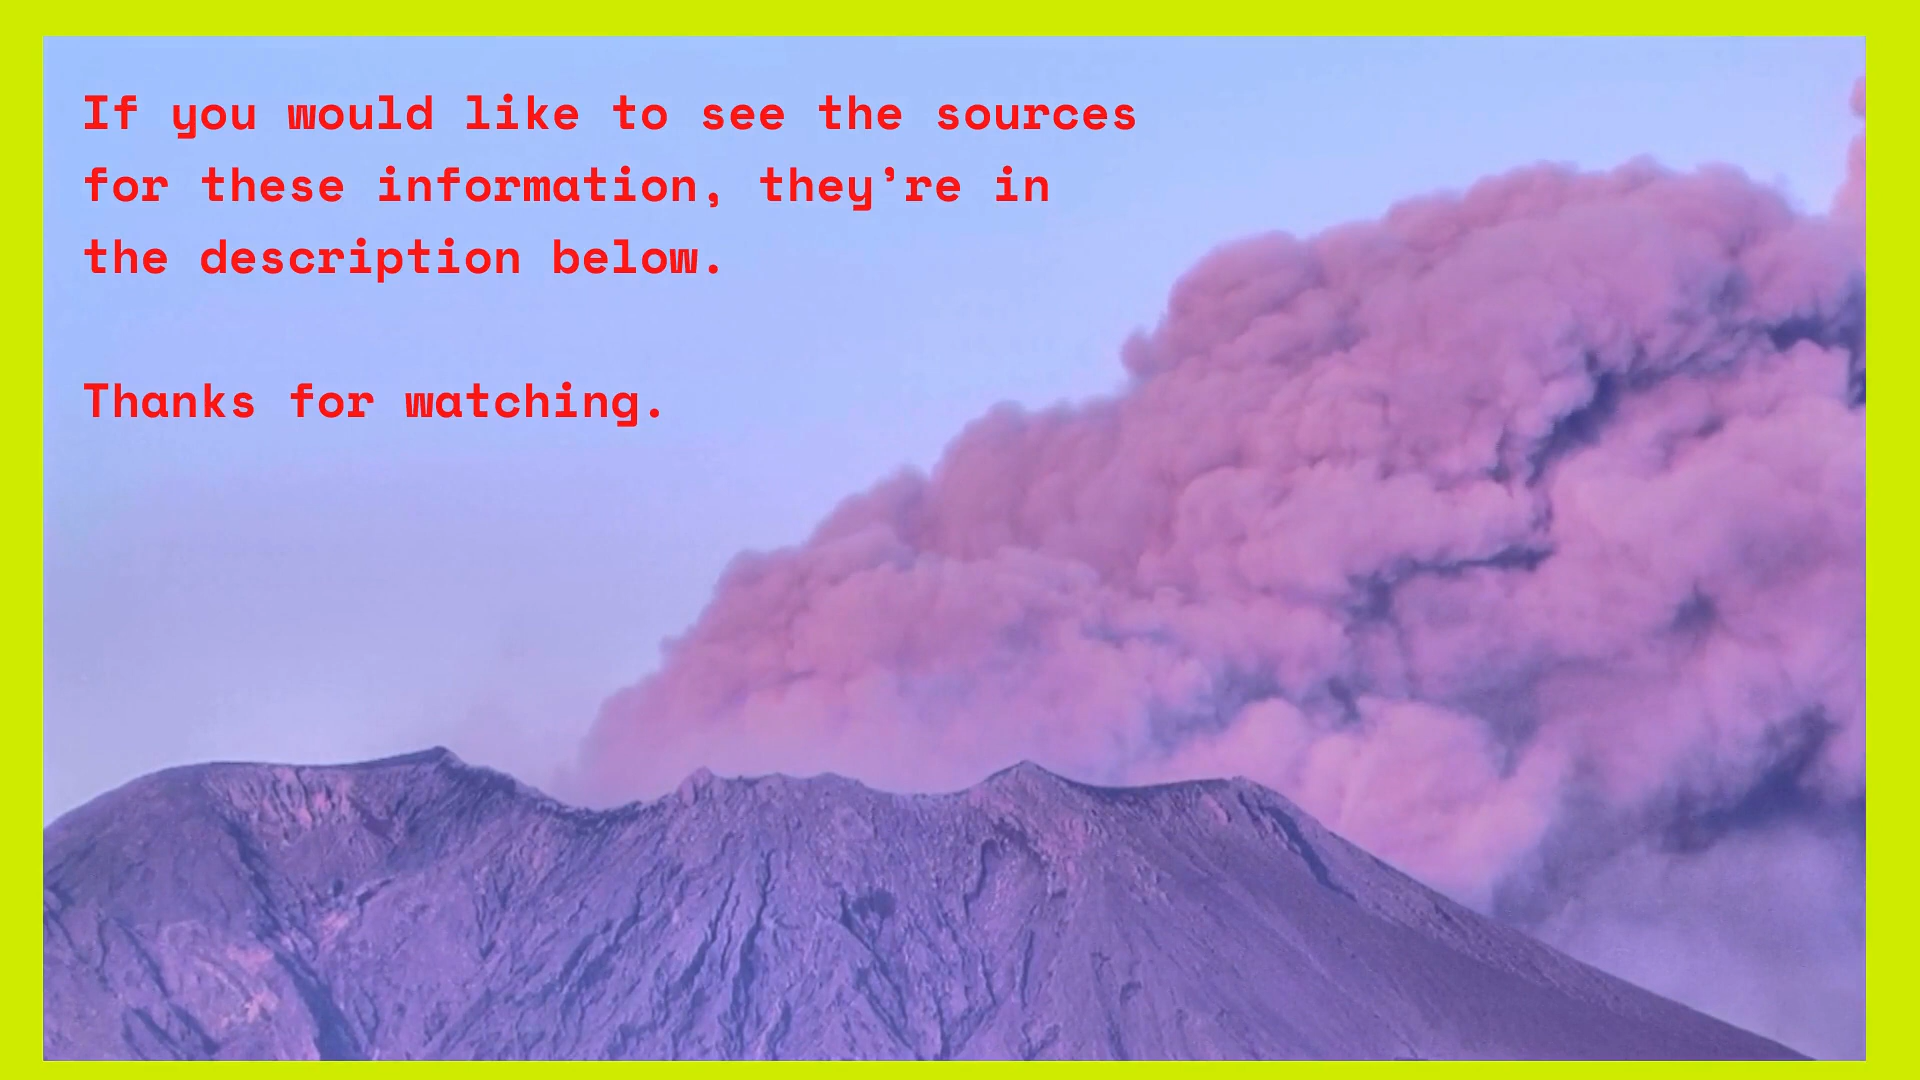 If you would like to see the sources
for these information, they’re in
the description below.
Thanks for watching.